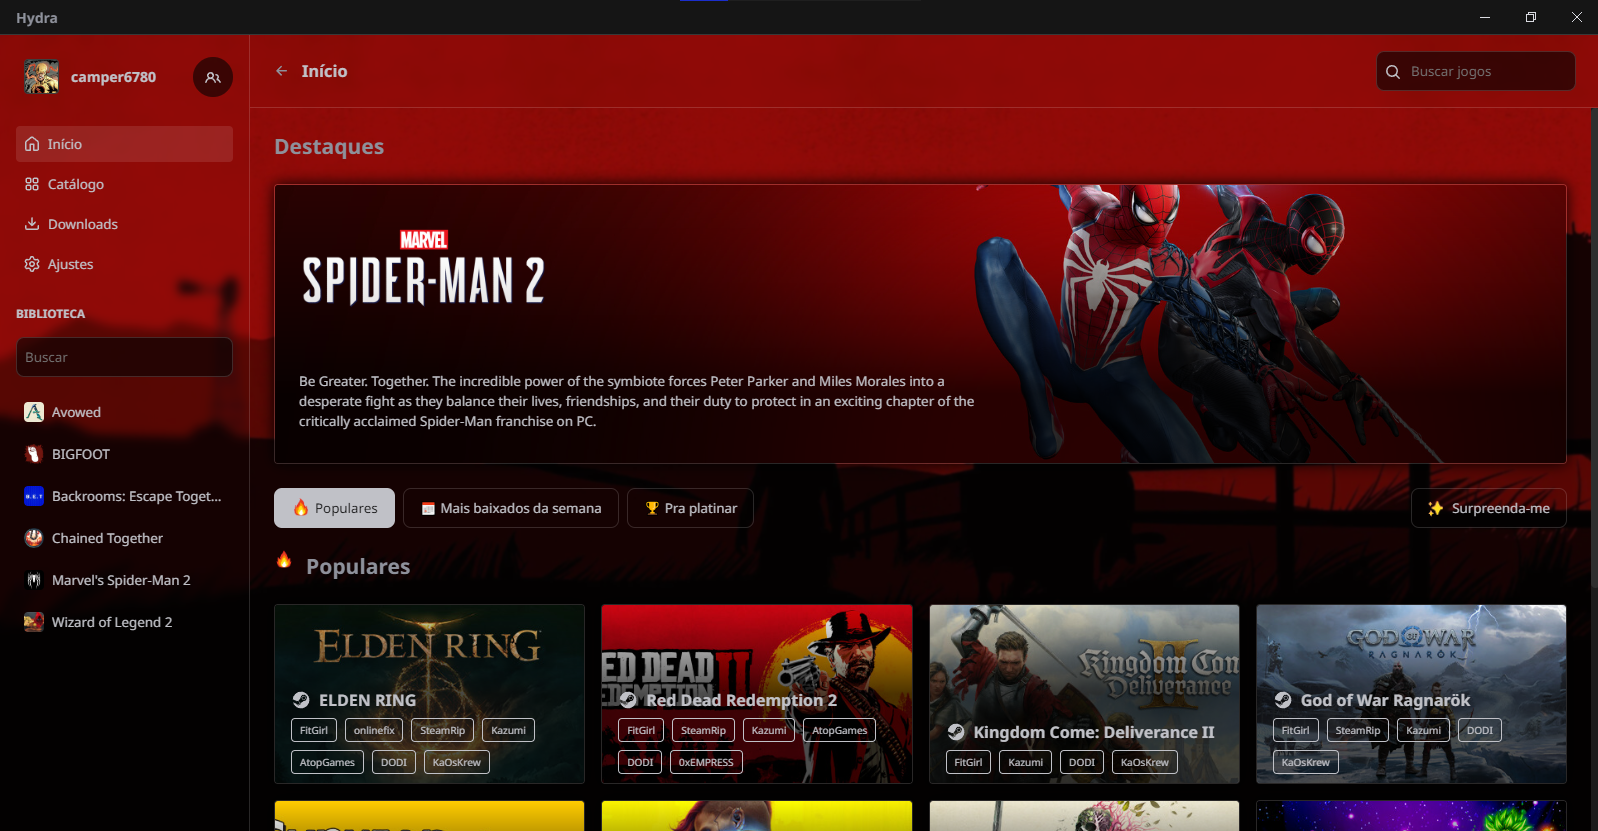 Hydra
camper6780
Início
Buscar jogos
Início
Catálogo
Downloads
Ajustes
BIBLIOTECA
Buscar
Avowed
BIGFOOT
B.E.T
Backrooms: Escape Toget...
Chained Together
Marvel's Spider-Man 2
Wizard of Legend 2
Destaques
MARVEL
SPIDER-MAN 2
Be Greater. Together. The incredible power of the symbiote forces Peter Parker and Miles Morales into a
desperate fight as they balance their lives, friendships, and their duty to protect in an exciting chapter of the
critically acclaimed Spider-Man franchise on PC.
Populares
Mais baixados da semana
Pra platinar
Surpreenda-me
Populares
ELDEN RING
ELDEN RING
FitGirl onlinefix SteamRip Kazumi
AtopGames DODI KaOsKrew
RED DEAD
REDEMPTION II
Red Dead Redemption 2
FitGirl SteamRip Kazumi AtopGames
DODI 0xEMPRESS
Kingdom Com
Deliverance II
Kingdom Come: Deliverance II
FitGirl Kazumi DODI KaOsKrew
GOD OF WAR
RAGNARÖK
God of War Ragnarök
FitGirl SteamRip Kazumi DODI
KaOsKrew